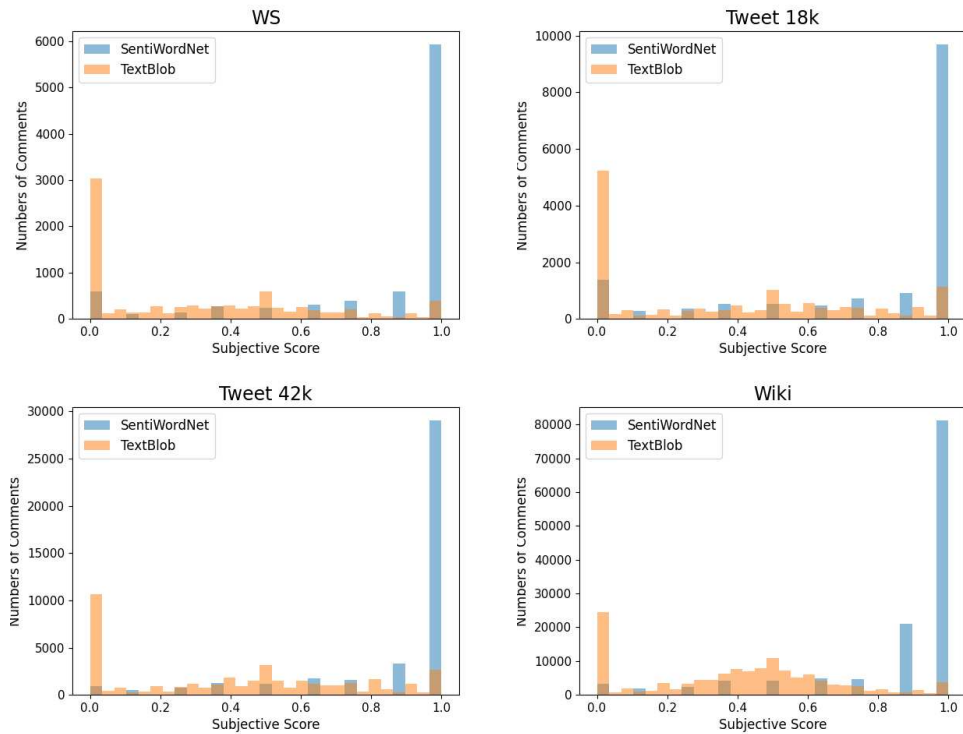 WS
SentiWordNet
TextBlob
Numbers of Comments
6000
5000
4000
3000
2000
1000
0
0.0 0.2 0.4 0.6 0.8 1.0
Subjective Score
Tweet 18k
SentiWordNet
TextBlob
Numbers of Comments
10000
8000
6000
4000
2000
0
0.0 0.2 0.4 0.6 0.8 1.0
Subjective Score
Tweet 42k
SentiWordNet
TextBlob
Numbers of Comments
30000
25000
20000
15000
10000
5000
0
0.0 0.2 0.4 0.6 0.8 1.0
Subjective Score
Wiki
SentiWordNet
TextBlob
Numbers of Comments
80000
70000
60000
50000
40000
30000
20000
10000
0
0.0 0.2 0.4 0.6 0.8 1.0
Subjective Score